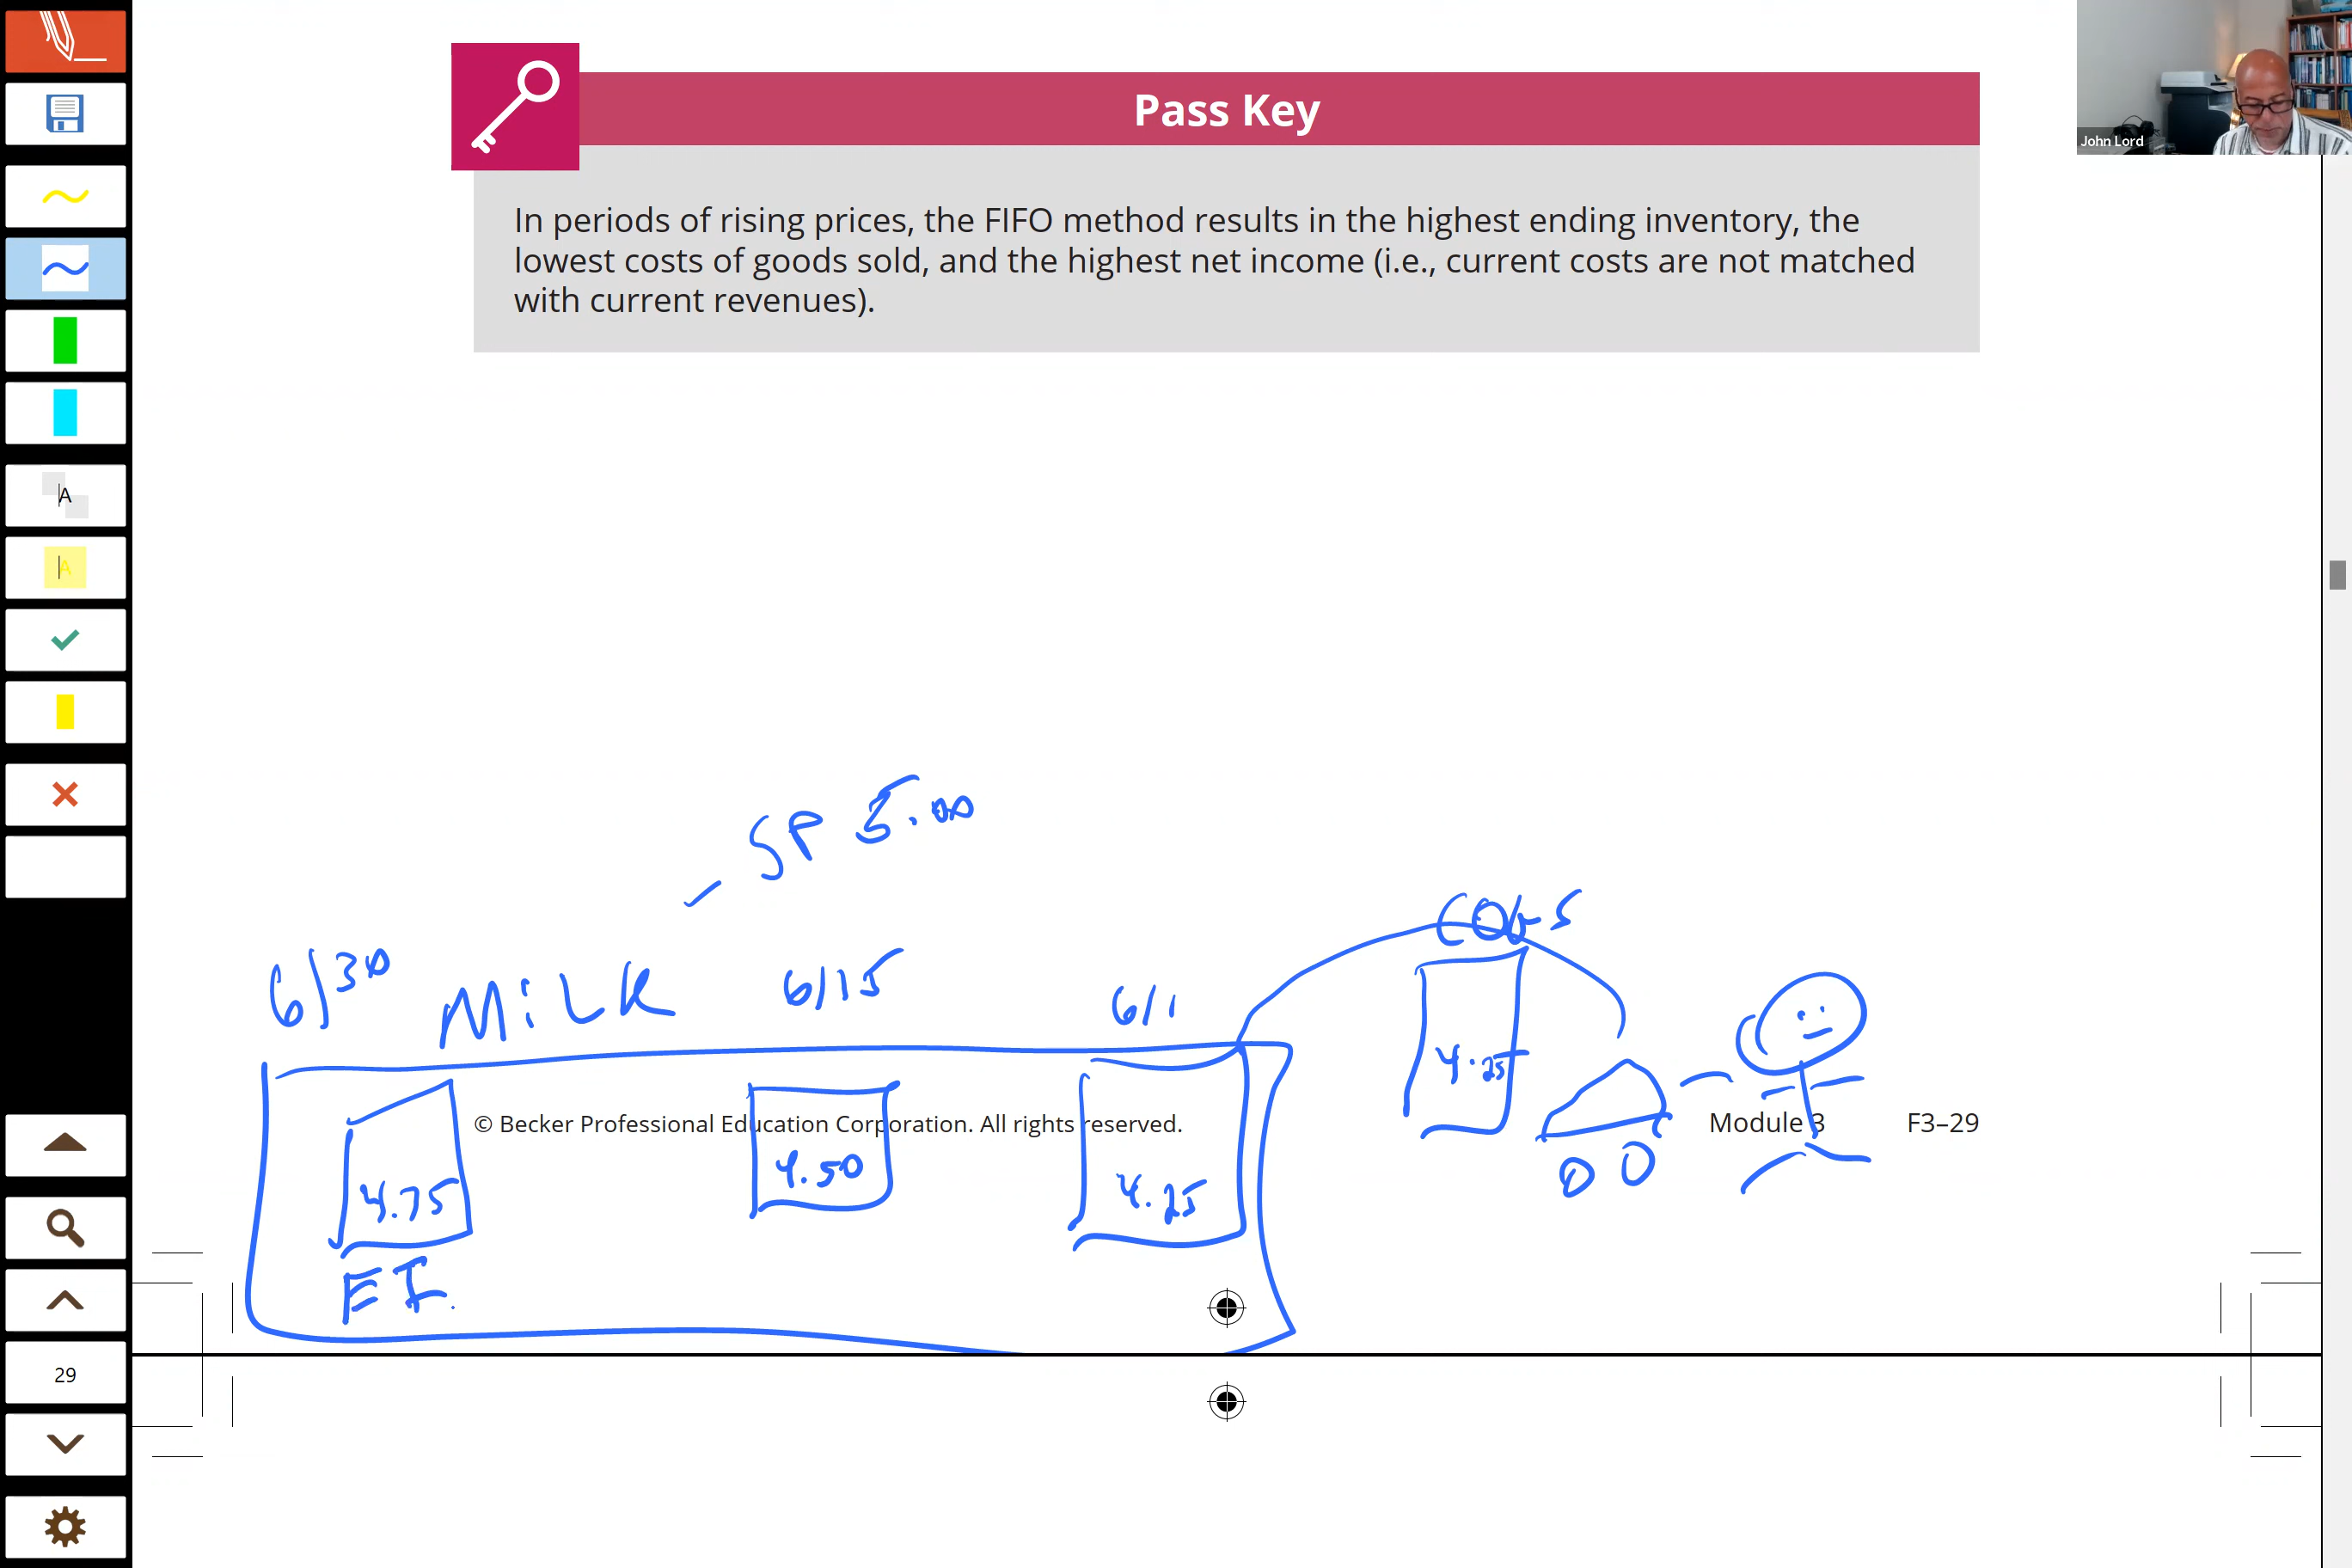 Pass Key
John Lord
In periods of rising prices, the FIFO method results in the highest ending inventory, the
lowest costs of goods sold, and the highest net income (i.e., current costs are not matched
with current revenues).
A
A
SP 5.00
COGS
6/30 MiLK 6/15 6/1
4.25
© Becker Professional Education Corporation. All rights reserved.
Module 3 F3–29
4.75 4.50 4.25
EI.
29